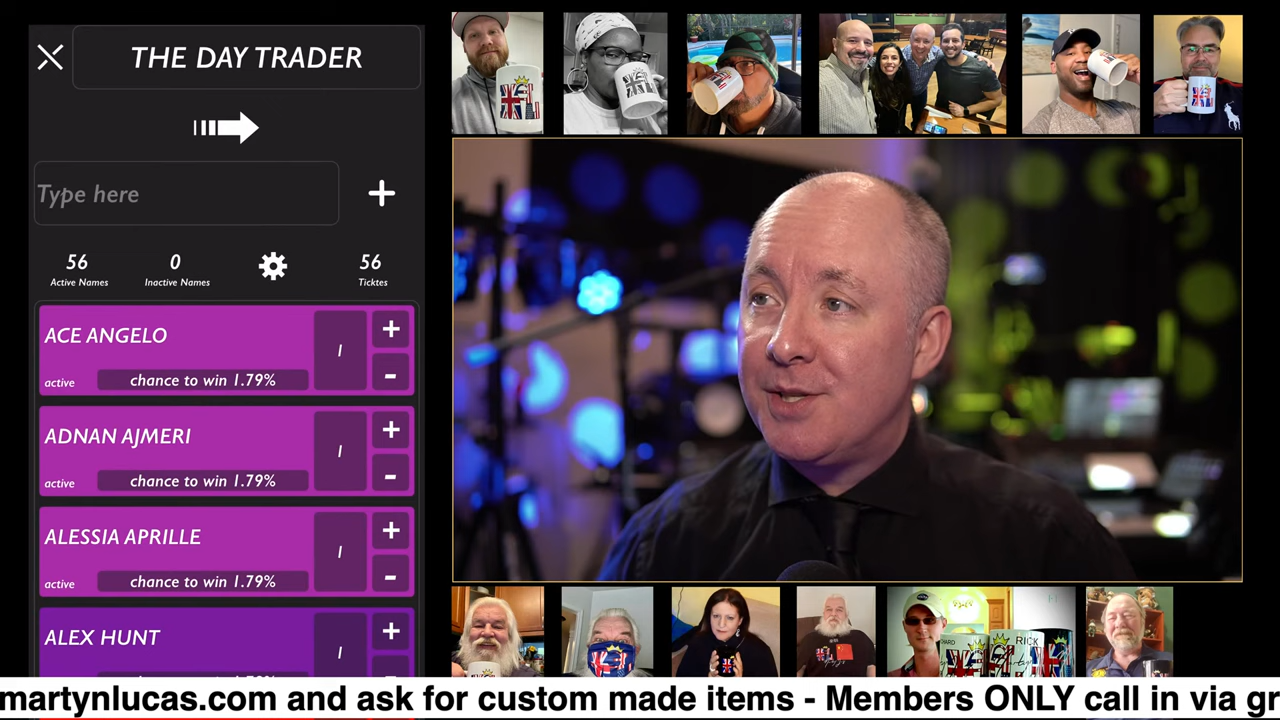 THE DAY TRADER
Type here
56
Active Names
0
Inactive Names
56
Ticktes
ACE ANGELO
1
active
chance to win 1.79%
ADNAN AJMERI
1
active
chance to win 1.79%
ALESSIA APRILLE
1
active
chance to win 1.79%
ALEX HUNT
1
RICK
martynlucas.com and ask for custom made items - Members ONLY call in via gr